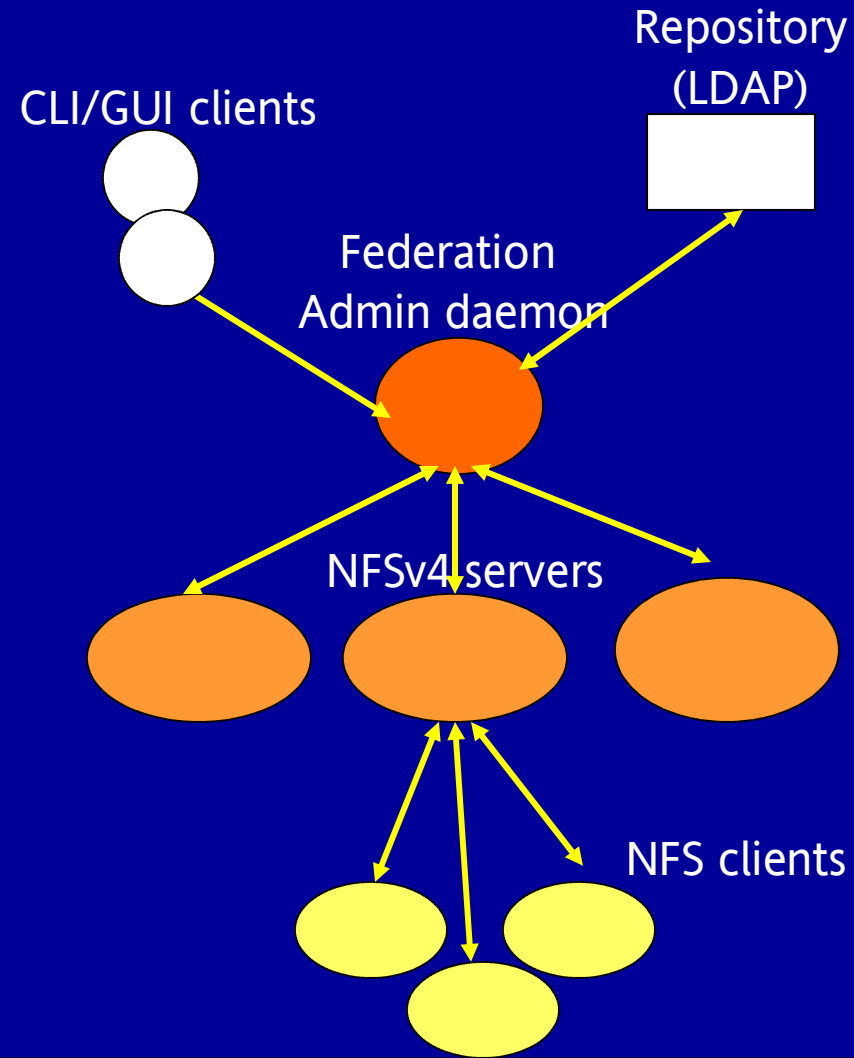 Repository
(LDAP)
CLI/GUI clients
Federation
Admin daemon
NFSv4 servers
NFS clients